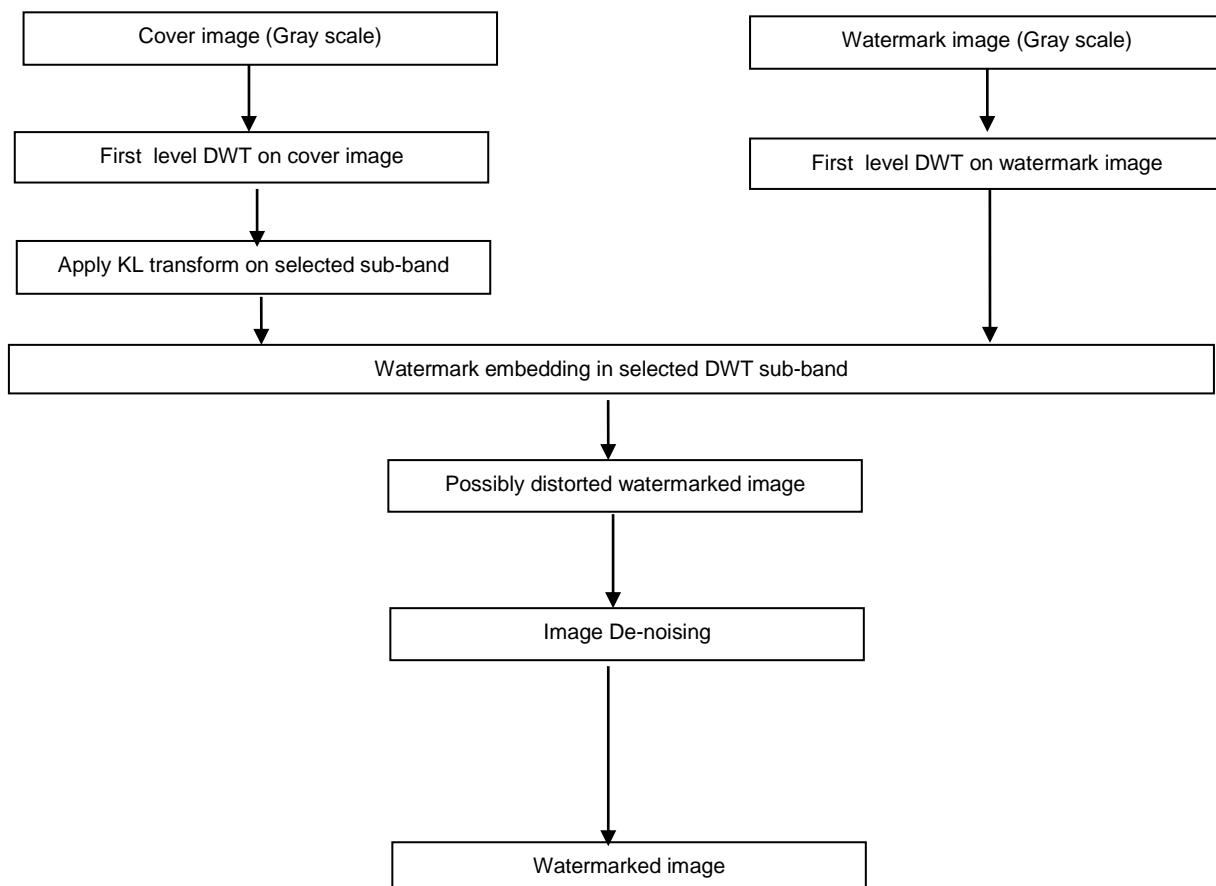 Cover image (Gray scale)
Watermark image (Gray scale)
First level DWT on cover image
First level DWT on watermark image
Apply KL transform on selected sub-band
Watermark embedding in selected DWT sub-band
Possibly distorted watermarked image
Image De-noising
Watermarked image